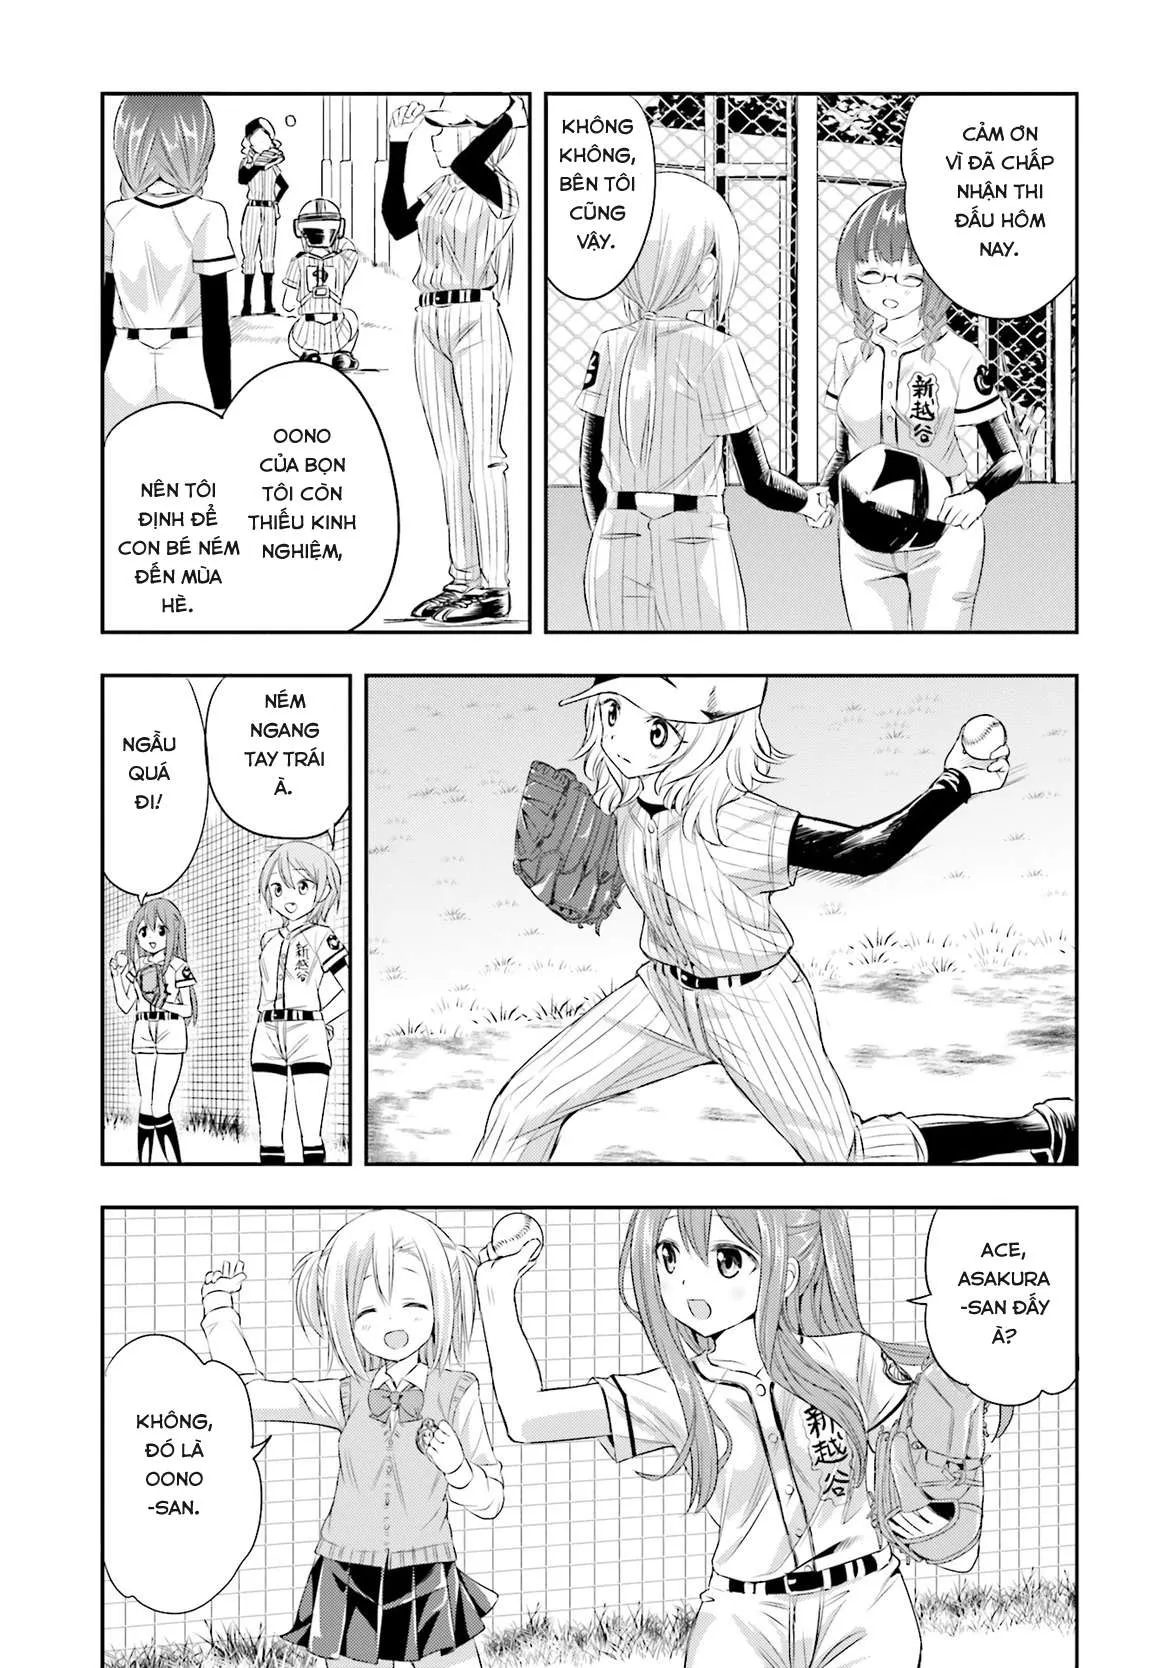 CẢM ƠN
VÌ ĐÃ CHẤP
NHẬN THI
ĐẤU HÔM
NAY.
KHÔNG
KHÔNG,
BÊN TÔI
CŨNG
VẬY.
新越谷
OONO
CỦA BỌN
TÔI CÒN
THIẾU KINH
NGHIỆM,
NÊN TÔI
ĐỊNH ĐỂ
CON BÉ NÉM
ĐẾN MÙA
HÈ.
NÉM
NGANG
TAY TRÁI
À.
NGẦU
QUÁ
ĐI!
新越谷
ACE,
ASAKURA
-SAN ĐẤY
À?
新越谷
KHÔNG,
ĐÓ LÀ
OONO
-SAN.